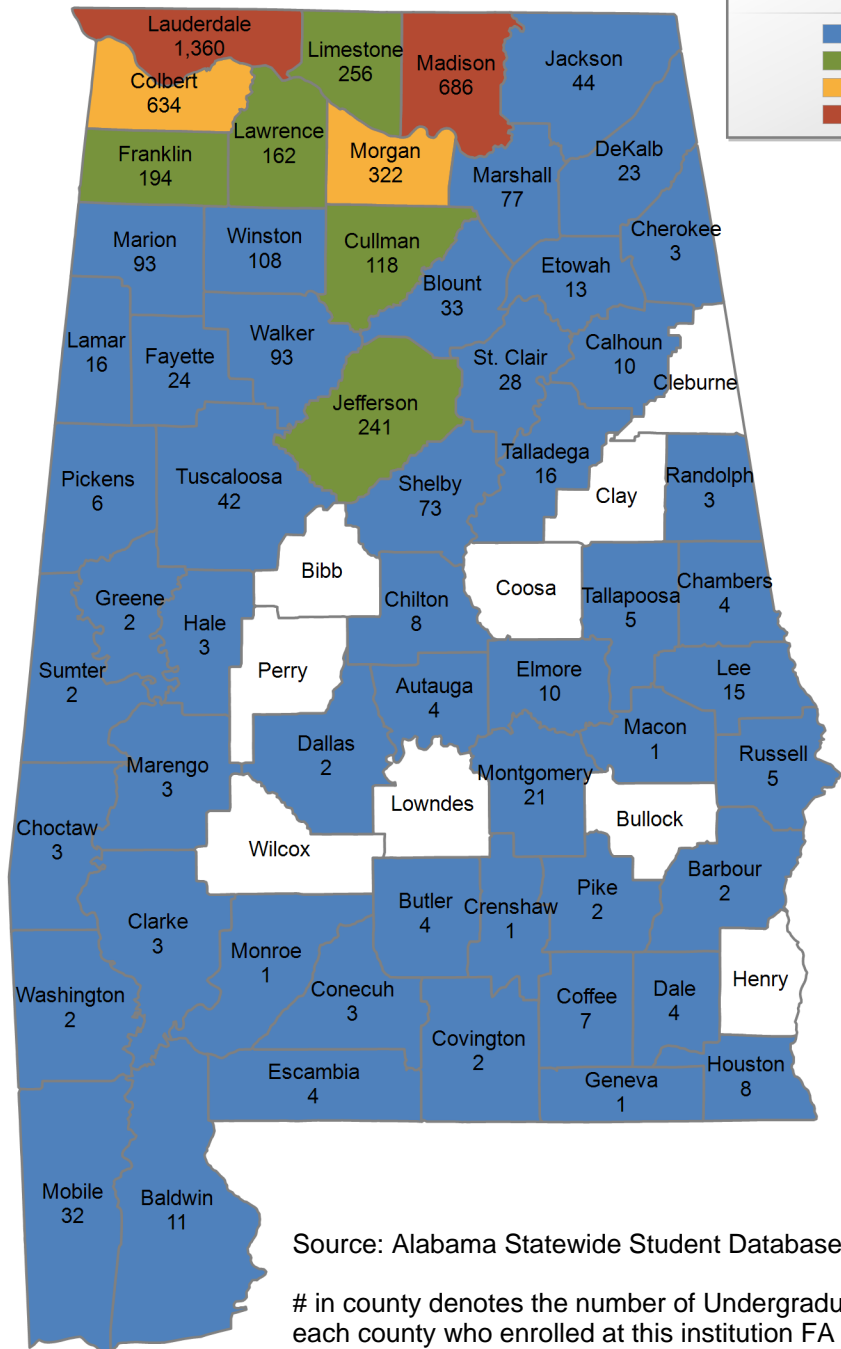 Lauderdale
1,360
Limestone
256
Madison
686
Jackson
44
Colbert
634
Lawrence
162
Franklin
194
Morgan
322
Marshall
77
DeKalb
23
Cherokee
3
Marion
93
Winston
108
Cullman
118
Blount
33
Etowah
13
Lamar
16
Fayette
24
Walker
93
St. Clair
28
Calhoun
10
Cleburne
Jefferson
241
Talladega
16
Pickens
6
Tuscaloosa
42
Shelby
73
Clay
Randolph
3
Bibb
Coosa
Greene
2
Hale
3
Chilton
8
Tallapoosa
5
Chambers
4
Sumter
2
Perry
Autauga
4
Elmore
10
Lee
15
Marengo
3
Dallas
2
Macon
1
Russell
5
Montgomery
21
Lowndes
Bullock
Choctaw
3
Wilcox
Barbour
2
Clarke
3
Butler
4
Crenshaw
1
Pike
2
Monroe
1
Henry
Washington
2
Conecuh
3
Coffee
7
Dale
4
Covington
2
Escambia
4
Geneva
1
Houston
8
Mobile
32
Baldwin
11
Source: Alabama Statewide Student Database
# in county denotes the number of Undergradu
each county who enrolled at this institution FA